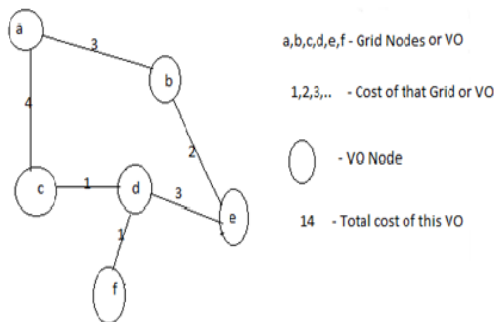 a
3
a,b,c,d,e,f - Grid Nodes or VO
b
1,2,3,.. - Cost of that Grid or VO
4
2
- VO Node
c
1
d
3
e
14 - Total cost of this VO
1
f